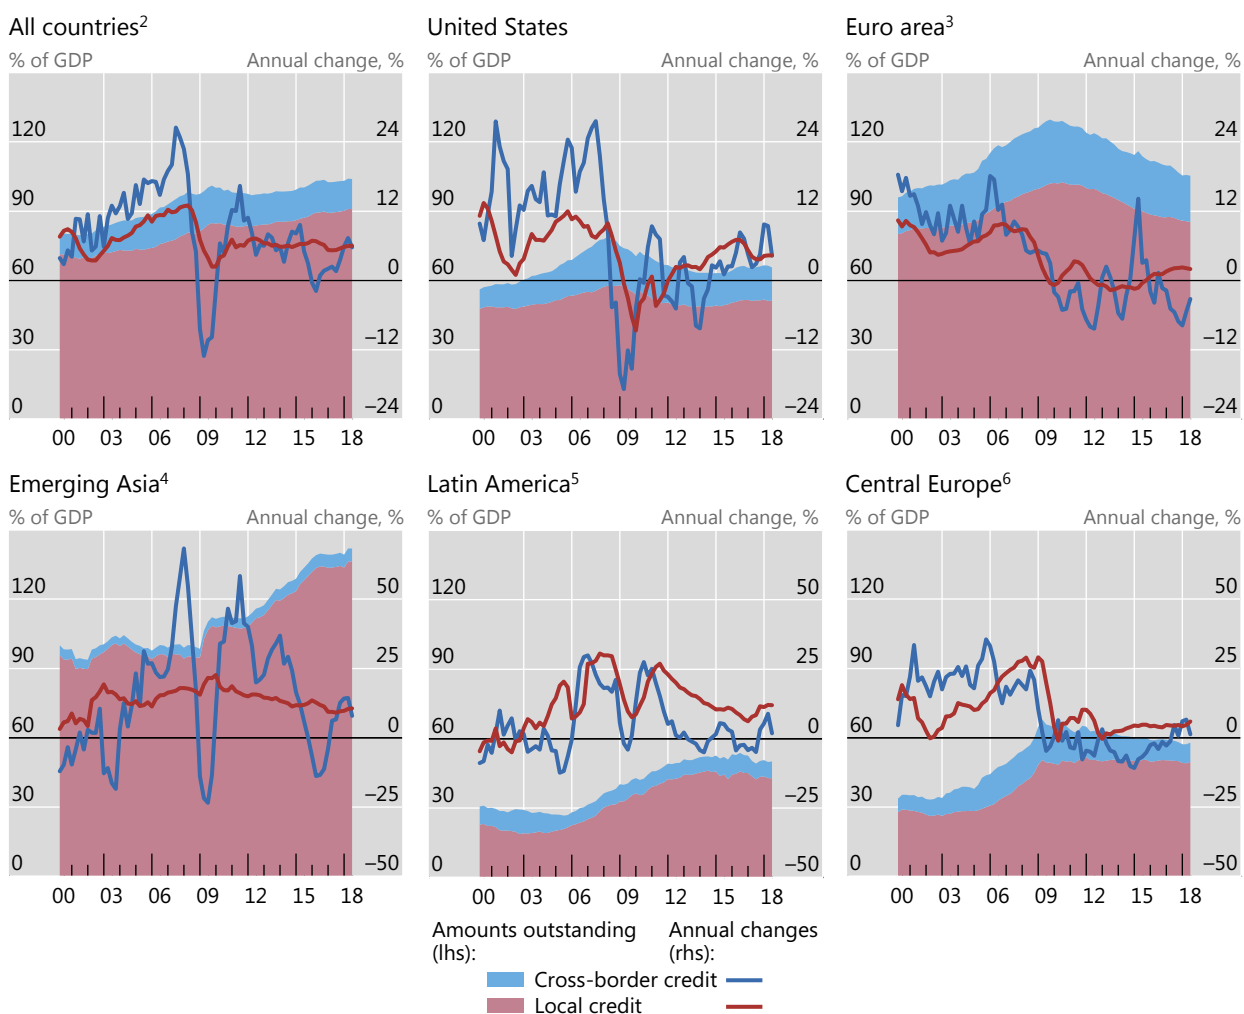 All countries2
% of GDP Annual change, %
120 24
90 12
60 0
30 –12
0 –24
00 03 06 09 12 15 18
United States
% of GDP Annual change, %
120 24
90 12
60 0
30 –12
0 –24
00 03 06 09 12 15 18
Euro area3
% of GDP Annual change, %
120 24
90 12
60 0
30 –12
0 –24
00 03 06 09 12 15 18
Emerging Asia4
% of GDP Annual change, %
120 50
90 25
60 0
30 –25
0 –50
00 03 06 09 12 15 18
Latin America5
% of GDP Annual change, %
120 50
90 25
60 0
30 –25
0 –50
00 03 06 09 12 15 18
Central Europe6
% of GDP Annual change, %
120 50
90 25
60 0
30 –25
0 –50
00 03 06 09 12 15 18
Amounts outstanding
(lhs):
Annual changes
(rhs):
Cross-border credit
Local credit